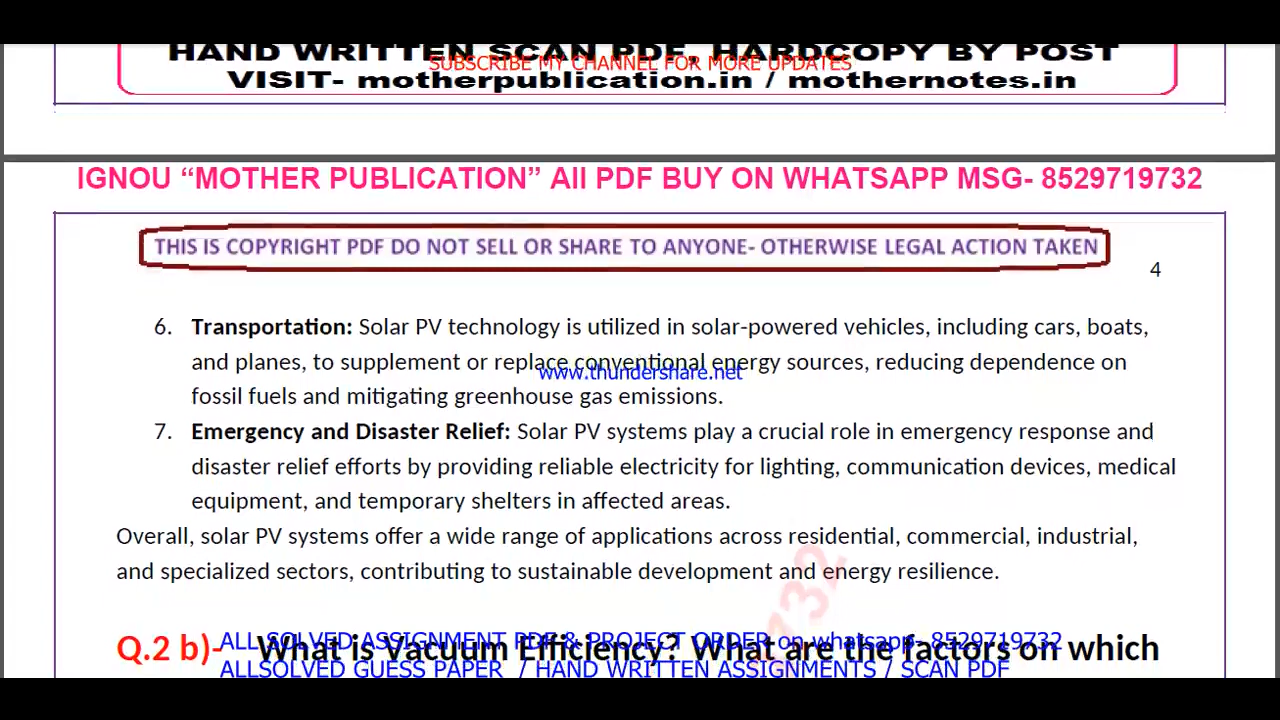 HAND WRITTEN SCAN PDF, HARDCOPY BY POST
SUBSCRIBE MY CHANNEL FOR MORE UPDATES
VISIT- motherpublication.in / mothernotes.in
IGNOU “MOTHER PUBLICATION” All PDF BUY ON WHATSAPP MSG- 8529719732
THIS IS COPYRIGHT PDF DO NOT SELL OR SHARE TO ANYONE- OTHERWISE LEGAL ACTION TAKEN
4
6. Transportation: Solar PV technology is utilized in solar-powered vehicles, including cars, boats,
and planes, to supplement or replace conventional energy sources, reducing dependence on
www.thundershare.net
fossil fuels and mitigating greenhouse gas emissions.
7. Emergency and Disaster Relief: Solar PV systems play a crucial role in emergency response and
disaster relief efforts by providing reliable electricity for lighting, communication devices, medical
equipment, and temporary shelters in affected areas.
Overall, solar PV systems offer a wide range of applications across residential, commercial, industrial,
and specialized sectors, contributing to sustainable development and energy resilience.
732
Q.2 b)- What is Vacuum Efficiency? What are the factors on which
ALL SOLVED ASSIGNMENT PDF & PROJECT ORDER on whatsapp- 8529719732
ALLSOLVED GUESS PAPER / HAND WRITTEN ASSIGNMENTS / SCAN PDF